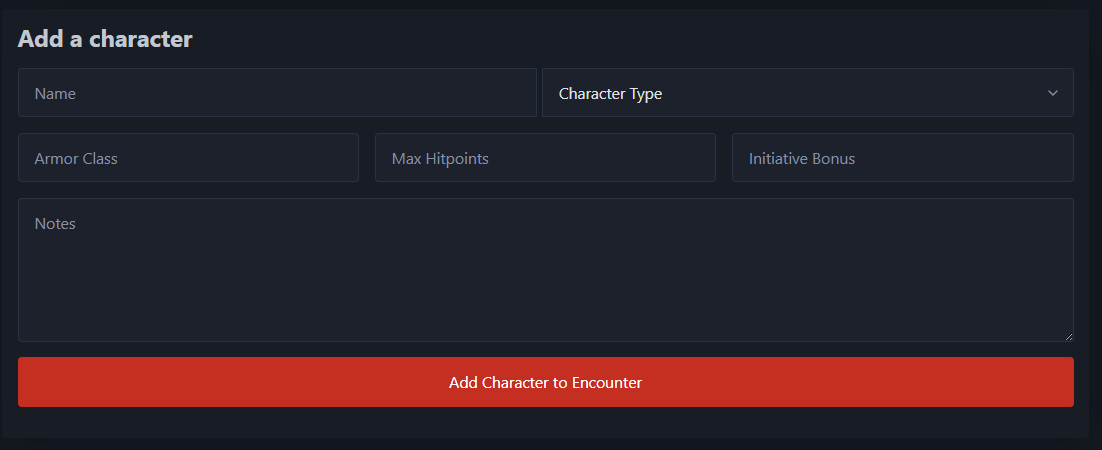 Add a character
Name
Character Type
Armor Class
Max Hitpoints
Initiative Bonus
Notes
Add Character to Encounter